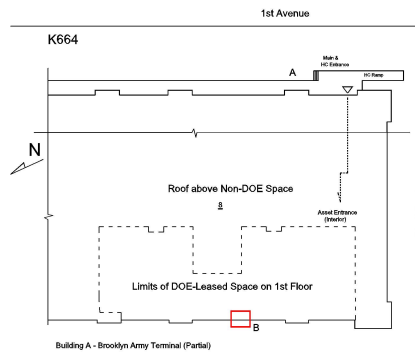 1st Avenue
K664
Main &
HC Entrance
A
HC Ramp
N
Roof above Non-DOE Space
8
Asset Entrance
(Interior)
Limits of DOE-Leased Space on 1st Floor
B
Building A - Brooklyn Army Terminal (Partial)